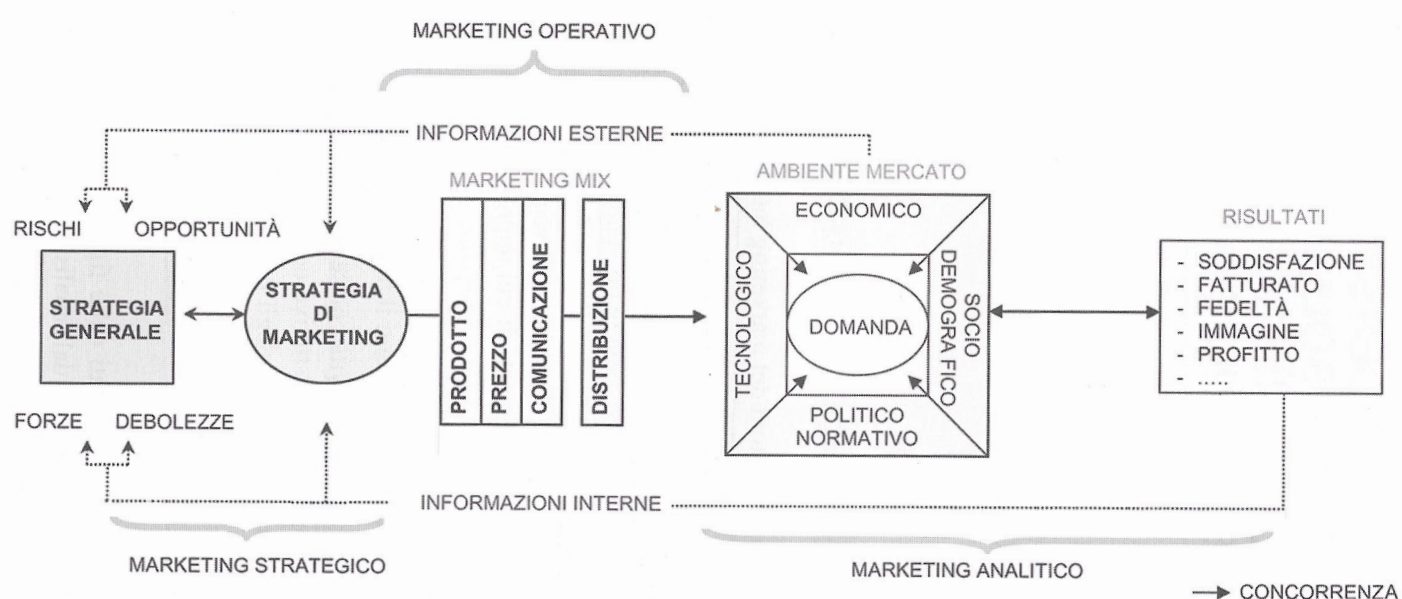 MARKETING OPERATIVO
INFORMAZIONI ESTERNE
MARKETING MIX
AMBIENTE MERCATO
RISCHI
OPPORTUNITÀ
STRATEGIA
GENERALE
FORZE
DEBOLEZZE
STRATEGIA
DI
MARKETING
PRODOTTO
PREZZO
COMUNICAZIONE
DISTRIBUZIONE
ECONOMICO
TECNOLOGICO
DOMANDA
SOCIO
DEMOGRA FICO
POLITICO
NORMATIVO
RISULTATI
- SODDISFAZIONE
- FATTURATO
- FEDELTÀ
- IMMAGINE
- PROFITTO
- .....
INFORMAZIONI INTERNE
MARKETING STRATEGICO
MARKETING ANALITICO
CONCORRENZA